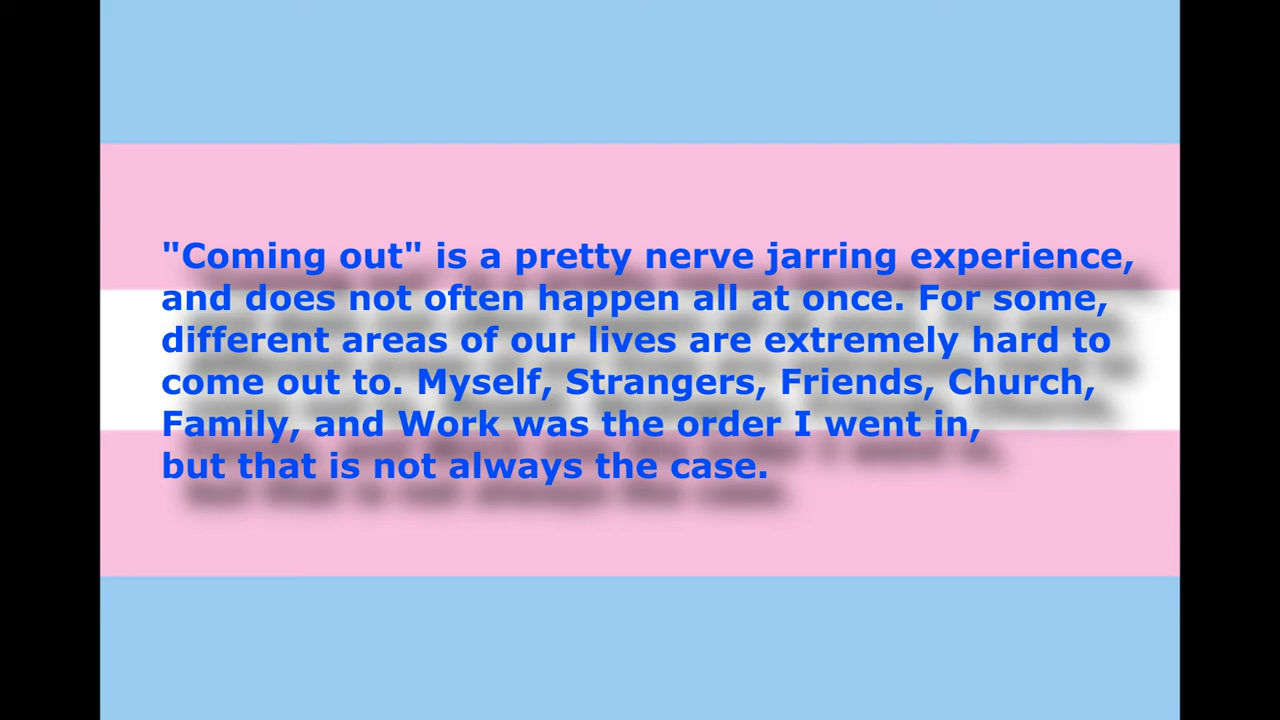 "Coming out" is a pretty nerve jarring experience,
and does not often happen all at once. For some,
different areas of our lives are extremely hard to
come out to. Myself, Strangers, Friends, Church,
Family, and Work was the order I went in,
but that is not always the case.